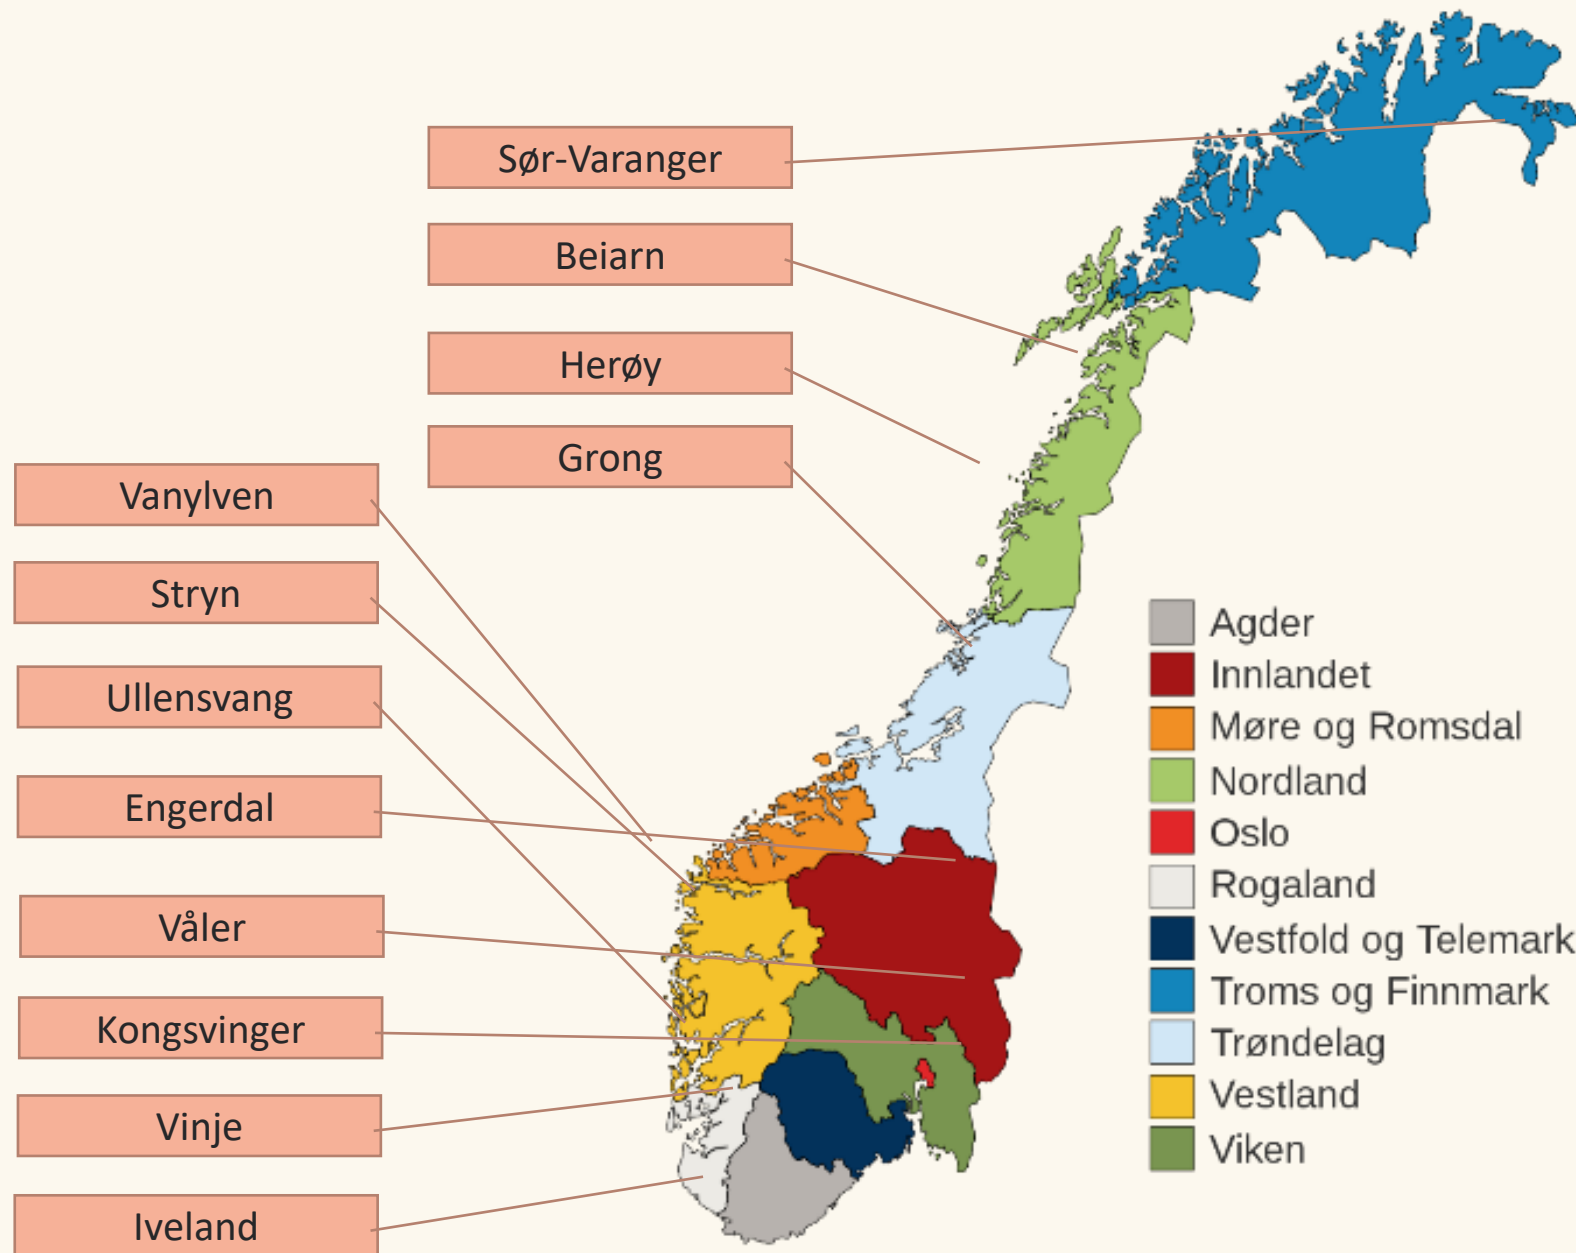 Sør-Varanger
Beiarn
Herøy
Grong
Vanylven
Stryn
Ullensvang
Engerdal
Våler
Kongsvinger
Vinje
Iveland
Agder
Innlandet
Møre og Romsdal
Nordland
Oslo
Rogaland
Vestfold og Telemark
Troms og Finnmark
Trøndelag
Vestland
Viken